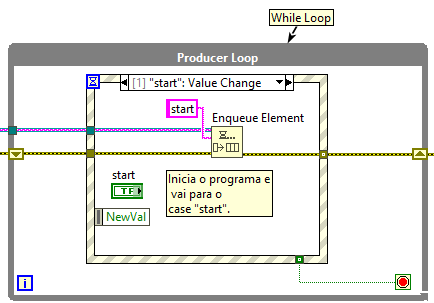 While Loop
Producer Loop
[1] "start": Value Change
start
Enqueue Element
start
TF
NewVal
Inicia o programa e
vai para o
case "start".
i